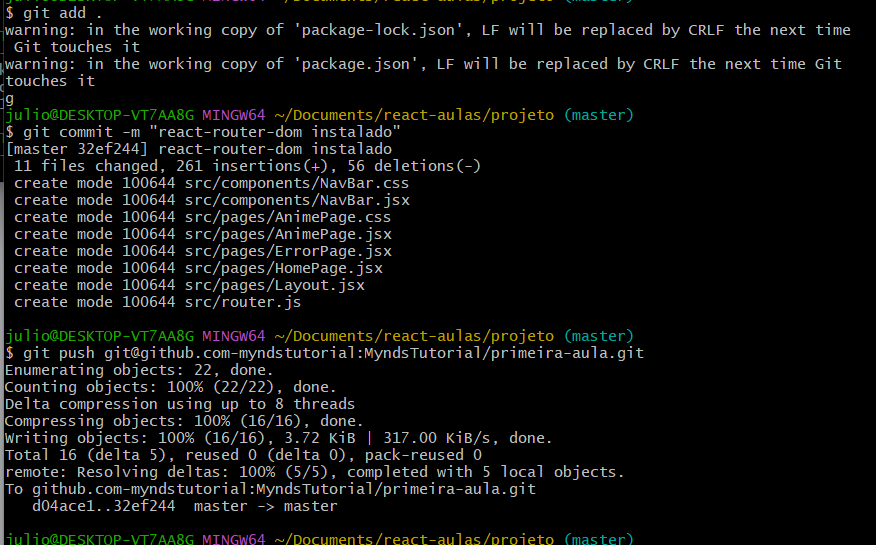 julio@DESKTOP-VT7AA8G MINGW64 ~/Documents/react-aulas/projeto (master)
$ git add .
warning: in the working copy of 'package-lock.json', LF will be replaced by CRLF the next time
 Git touches it
warning: in the working copy of 'package.json', LF will be replaced by CRLF the next time Git
touches it
g
julio@DESKTOP-VT7AA8G MINGW64 ~/Documents/react-aulas/projeto (master)
$ git commit -m "react-router-dom instalado"
[master 32ef244] react-router-dom instalado
 11 files changed, 261 insertions(+), 56 deletions(-)
 create mode 100644 src/components/NavBar.css
 create mode 100644 src/components/NavBar.jsx
 create mode 100644 src/pages/AnimePage.css
 create mode 100644 src/pages/AnimePage.jsx
 create mode 100644 src/pages/ErrorPage.jsx
 create mode 100644 src/pages/HomePage.jsx
 create mode 100644 src/pages/Layout.jsx
 create mode 100644 src/router.js
julio@DESKTOP-VT7AA8G MINGW64 ~/Documents/react-aulas/projeto (master)
$ git push git@github.com-myndstutorial:MyndsTutorial/primeira-aula.git
Enumerating objects: 22, done.
Counting objects: 100% (22/22), done.
Delta compression using up to 8 threads
Compressing objects: 100% (16/16), done.
Writing objects: 100% (16/16), 3.72 KiB | 317.00 KiB/s, done.
Total 16 (delta 5), reused 0 (delta 0), pack-reused 0
remote: Resolving deltas: 100% (5/5), completed with 5 local objects.
To github.com-myndstutorial:MyndsTutorial/primeira-aula.git
   d04ace1..32ef244  master -> master
julio@DESKTOP-VT7AA8G MINGW64 ~/Documents/react-aulas/projeto (master)